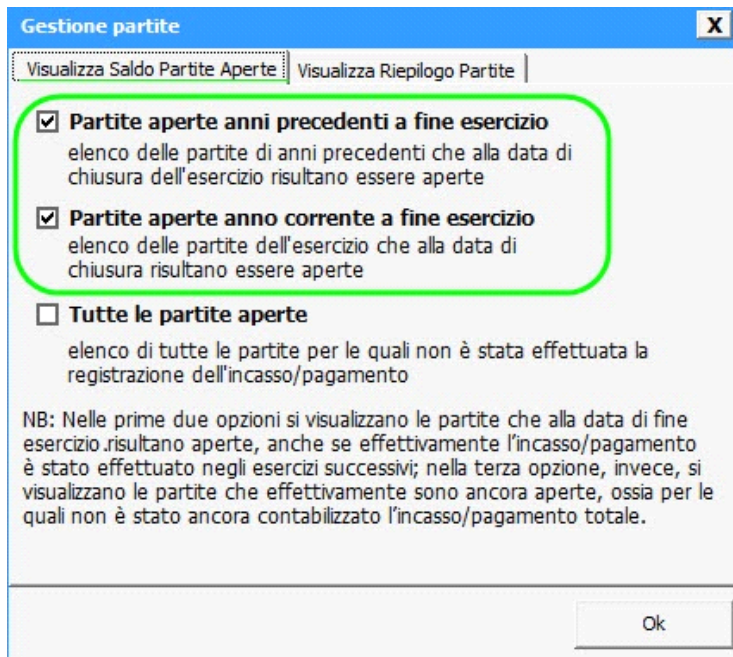 Gestione partite X
Visualizza Saldo Partite Aperte Visualizza Riepilogo Partite
Partite aperte anni precedenti a fine esercizio
elenco delle partite di anni precedenti che alla data di
chiusura dell'esercizio risultano essere aperte
Partite aperte anno corrente a fine esercizio
elenco delle partite dell'esercizio che alla data di
chiusura risultano essere aperte
Tutte le partite aperte
elenco di tutte le partite per le quali non è stata effettuata la
registrazione dell'incasso/pagamento
NB: Nelle prime due opzioni si visualizzano le partite che alla data di fine
esercizio.risultano aperte, anche se effettivamente l’incasso/pagamento
è stato effettuato negli esercizi successivi; nella terza opzione, invece, si
visualizzano le partite che effettivamente sono ancora aperte, ossia per le
quali non è stato ancora contabilizzato l’incasso/pagamento totale.
Ok